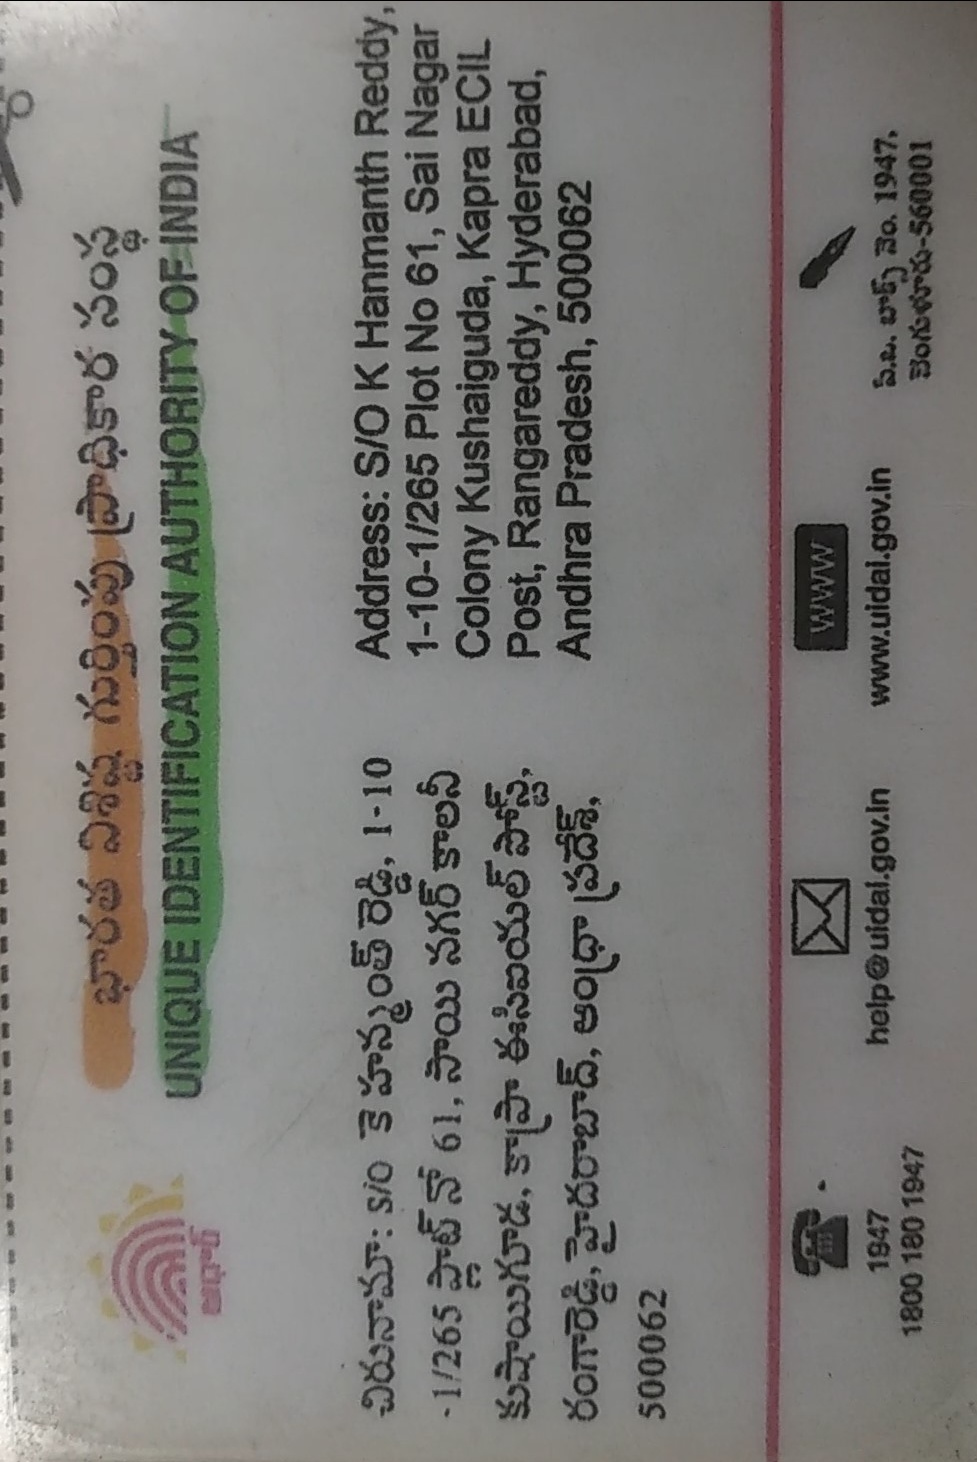 భారత విశిష్ట గుర్తింపు ప్రాధికార సంస్థ
UNIQUE IDENTIFICATION AUTHORITY OF INDIA
ఆధార్
చిరునామా: S/O కె హన్మంత్ రెడ్డి, 1-10
-1/265 ప్లాట్ నో 61, సాయి నగర్ కాలనీ
కుషాయిగూడ, కాప్రా ఈసిఐయల్ పోస్ట్,
రంగారెడ్డి, హైదరాబాద్, ఆంధ్రా ప్రదేశ్,
500062
Address: S/O K Hanmanth Reddy,
1-10-1/265 Plot No 61, Sai Nagar
Colony Kushaiguda, Kapra ECIL
Post, Rangareddy, Hyderabad,
Andhra Pradesh, 500062
1947
1800 180 1947
help@uidai.gov.in
WWW
www.uidai.gov.in
పి.బి. బాక్స్ నెం. 1947,
బెంగుళూరు-560001